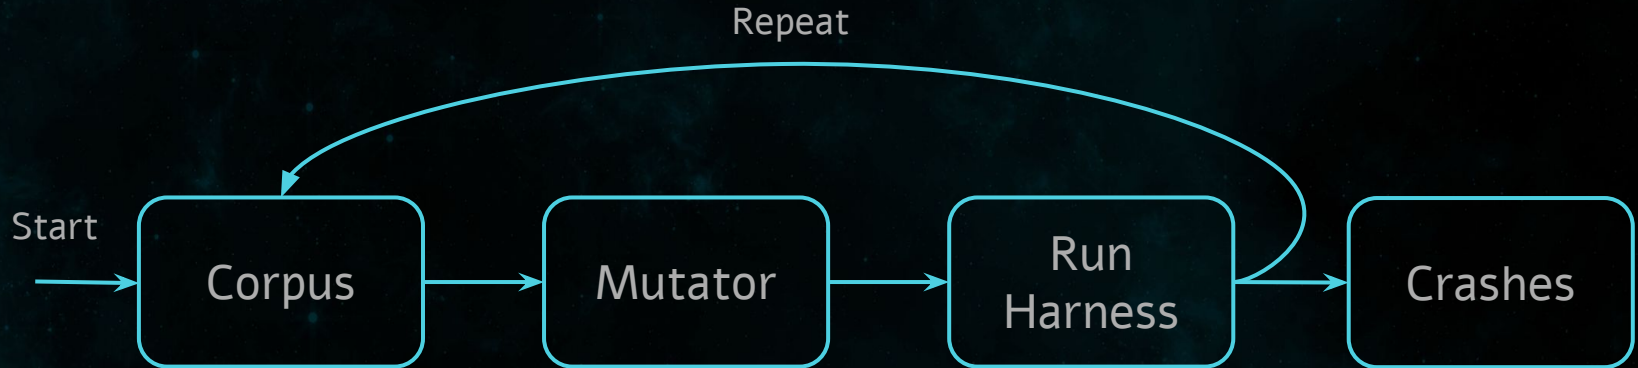 Repeat
Start
Corpus
Mutator
Run
Harness
Crashes